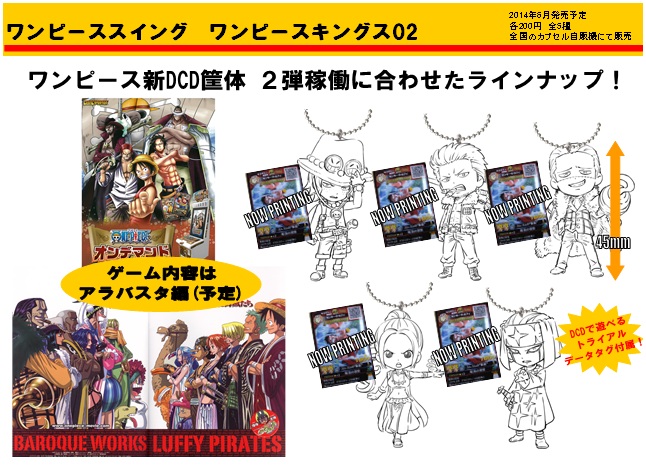 ワンピーススイング　ワンピースキングス02
2014年6月発売予定
各200円　全5種
全国のカプセル自販機にて販売
ワンピース新DCD筐体　２弾稼働に合わせたラインナップ！
オンデマンド
NOW PRINTING
NOW PRINTING
NOW PRINTING
45mm
ゲーム内容は
アラバスタ編(予定)
NOW PRINTING
NOW PRINTING
DCDで遊べる
トライアル
データタグ付属！
BAROQUE WORKS
LUFFY PIRATES